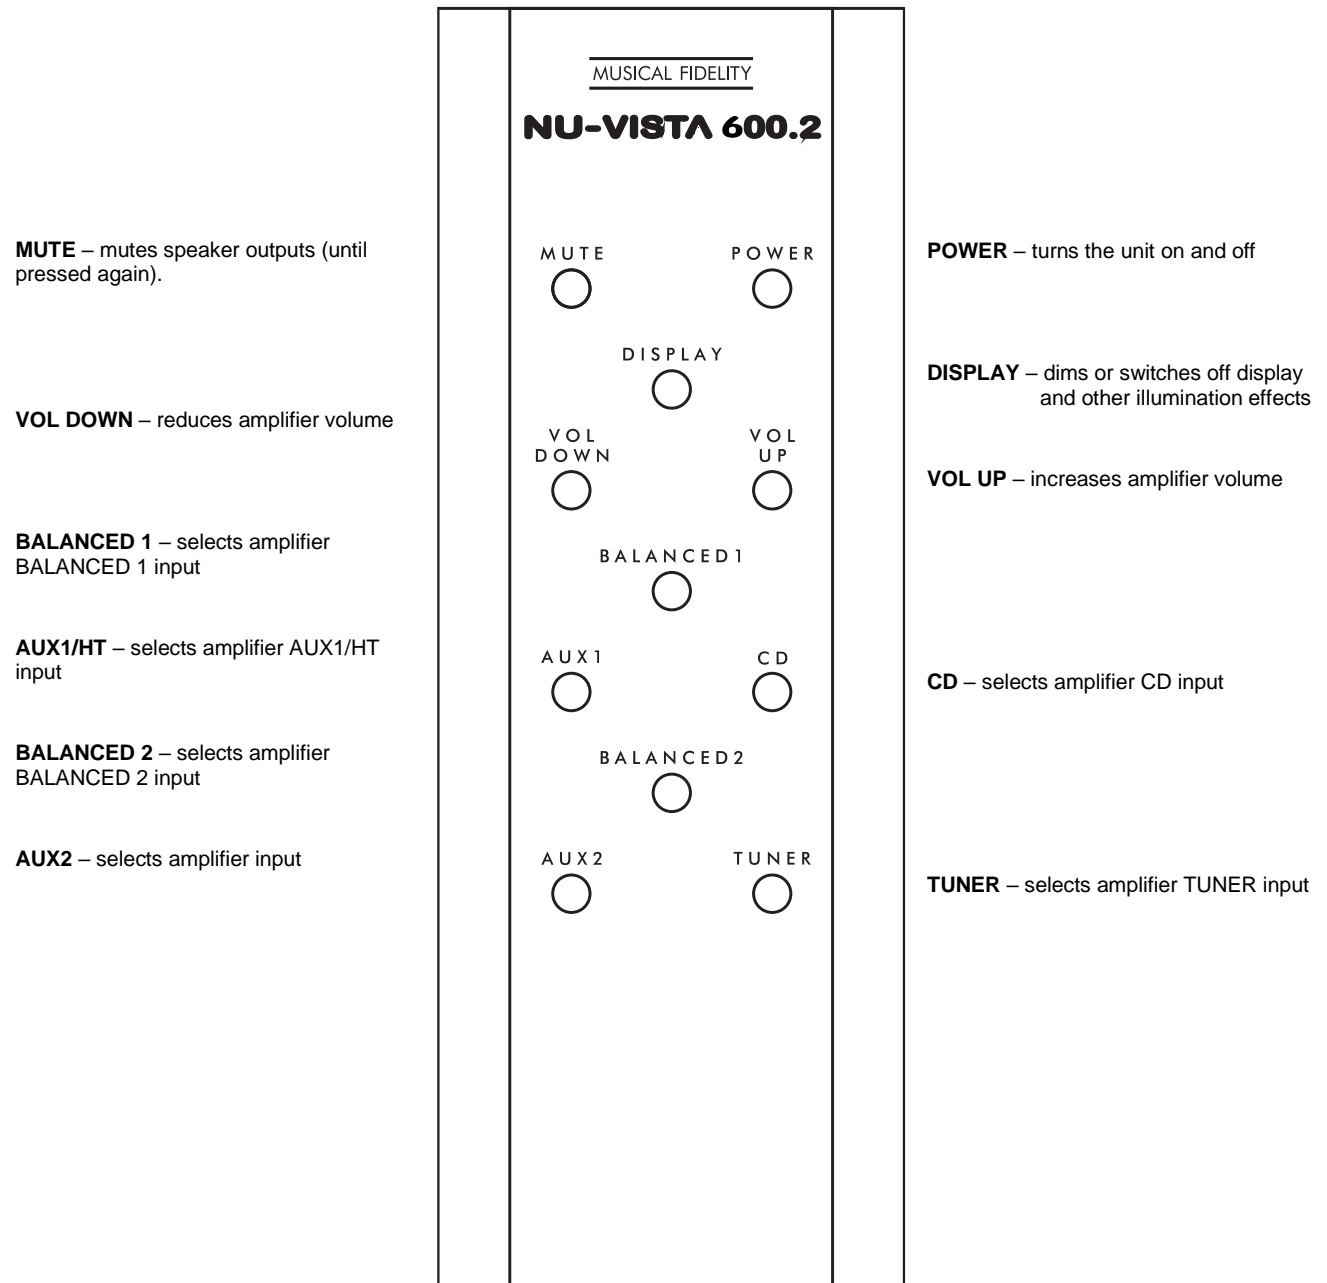 MUSICAL FIDELITY
NU-VISTA 600.2
MUTE – mutes speaker outputs (until
pressed again).
MUTE
POWER
POWER – turns the unit on and off
DISPLAY
DISPLAY – dims or switches off display
and other illumination effects
VOL DOWN – reduces amplifier volume
VOL
DOWN
VOL
UP
VOL UP – increases amplifier volume
BALANCED 1 – selects amplifier
BALANCED 1 input
BALANCED1
AUX1/HT – selects amplifier AUX1/HT
input
AUX1
CD
CD – selects amplifier CD input
BALANCED 2 – selects amplifier
BALANCED 2 input
BALANCED2
AUX2 – selects amplifier input
AUX2
TUNER
TUNER – selects amplifier TUNER input